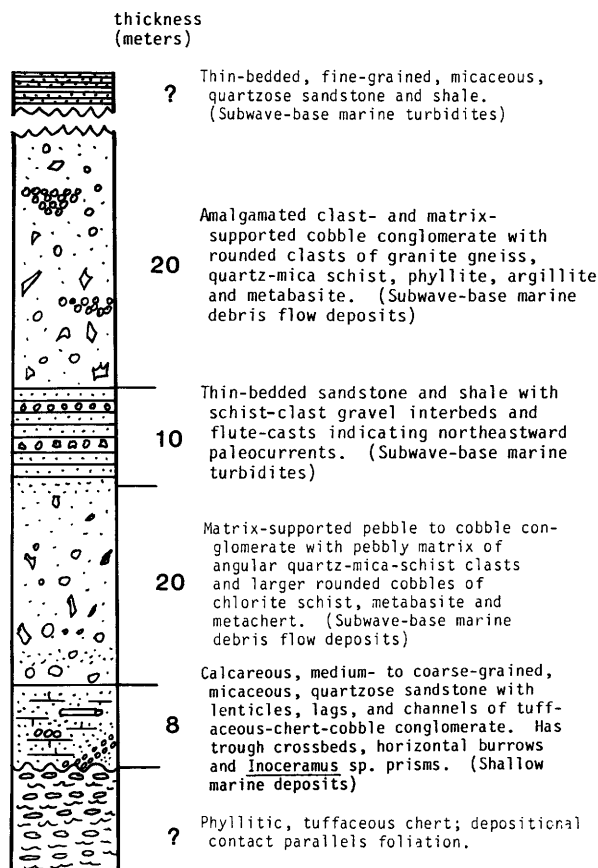 thickness
(meters)
?
Thin-bedded, fine-grained, micaceous,
quartzose sandstone and shale.
(Subwave-base marine turbidites)
20
Amalgamated clast- and matrix-
supported cobble conglomerate with
rounded clasts of granite gneiss,
quartz-mica schist, phyllite, argillite
and metabasite. (Subwave-base marine
debris flow deposits)
10
Thin-bedded sandstone and shale with
schist-clast gravel interbeds and
flute-casts indicating northeastward
paleocurrents. (Subwave-base marine
turbidites)
20
Matrix-supported pebble to cobble con-
glomerate with pebbly matrix of
angular quartz-mica-schist clasts
and larger rounded cobbles of
chlorite schist, metabasite and
metachert. (Subwave-base marine
debris flow deposits)
8
Calcareous, medium- to coarse-grained,
micaceous, quartzose sandstone with
lenticles, lags, and channels of tuff-
aceous-chert-cobble conglomerate. Has
trough crossbeds, horizontal burrows
and Inoceramus sp. prisms. (Shallow
marine deposits)
?
Phyllitic, tuffaceous chert; depositional
contact parallels foliation.